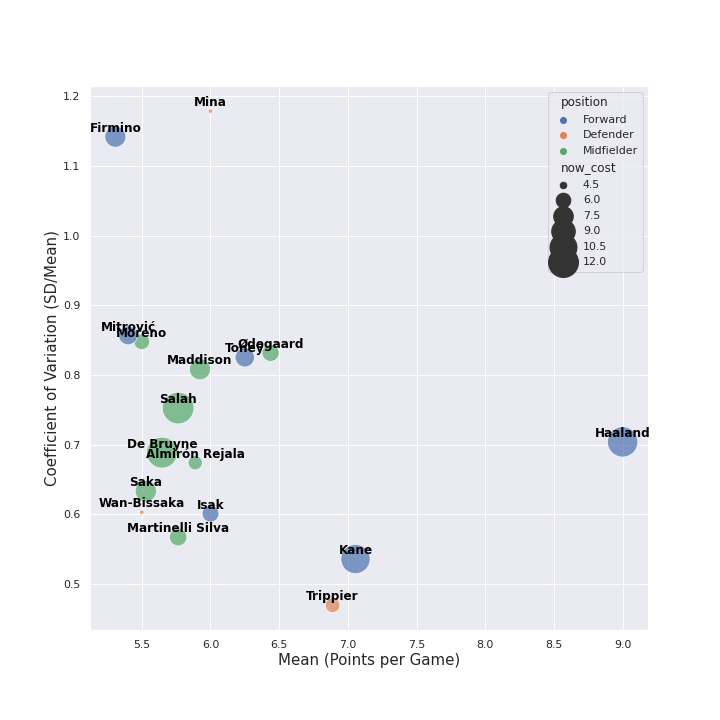 1.2
1.1
1.0
0.9
0.8
0.7
0.6
0.5
Coefficient of Variation (SD/Mean)
Mina
Firmino
Mitrović
Moreno
Toney
Ødegaard
Maddison
Salah
Haaland
De Bruyne
Almirón Rejala
Saka
Wan-Bissaka
Isak
Martinelli Silva
Kane
Trippier
position
Forward
Defender
Midfielder
now_cost
4.5
6.0
7.5
9.0
10.5
12.0
5.5 6.0 6.5 7.0 7.5 8.0 8.5 9.0
Mean (Points per Game)